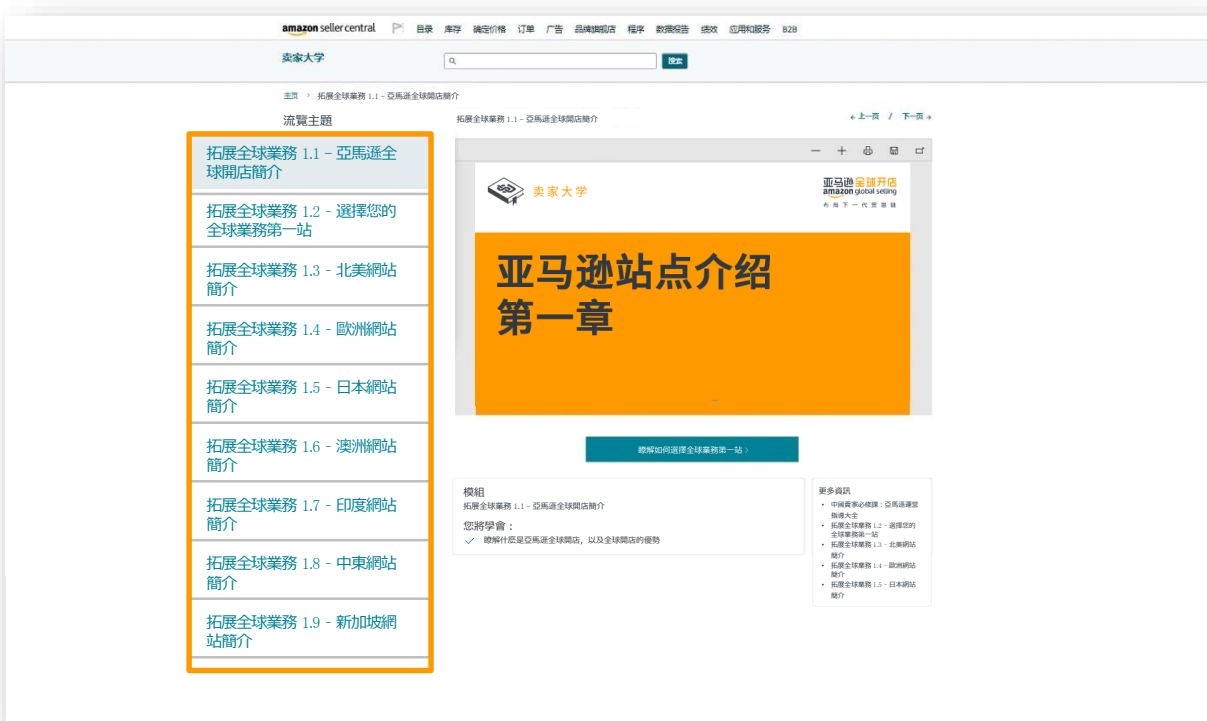 amazon seller central 目录 库存 确定价格 订单 广告 品牌旗舰店 程序 数据报告 绩效 应用和服务 B2B
卖家大学
搜索
主页 › 拓展全球業務 1.1 - 亞馬遜全球開店簡介
流覽主題
拓展全球業務 1.1 – 亞馬遜全
球開店簡介
拓展全球業務 1.2 - 選擇您的
全球業務第一站
拓展全球業務 1.3 - 北美網站
簡介
拓展全球業務 1.4 - 歐洲網站
簡介
拓展全球業務 1.5 - 日本網站
簡介
拓展全球業務 1.6 - 澳洲網站
簡介
拓展全球業務 1.7 - 印度網站
簡介
拓展全球業務 1.8 - 中東網站
簡介
拓展全球業務 1.9 - 新加坡網
站簡介
拓展全球業務 1.1 - 亞馬遜全球開店簡介
上一页 / 下一页
卖家大学
亚马逊全球开店
amazon global selling
布局下一代贸易链
亚马逊站点介绍
第一章
瞭解如何選擇全球業務第一站 ›
模組
拓展全球業務 1.1 - 亞馬遜全球開店簡介
您將學會：
瞭解什麼是亞馬遜全球開店，以及全球開店的優勢
更多資訊
• 中國賣家必修課：亞馬遜運營
指導大全
• 拓展全球業務 1.2 - 選擇您的
全球業務第一站
• 拓展全球業務 1.3 - 北美網站
簡介
• 拓展全球業務 1.4 - 歐洲網站
簡介
• 拓展全球業務 1.5 - 日本網站
簡介